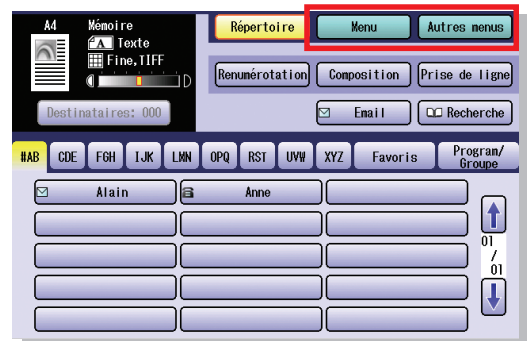 A4 Mémoire Répertoire Menu Autres menus
A Texte
Fine,TIFF
D Renumérotation Composition Prise de ligne
Destinataires: 000 Email Recherche
#AB CDE FGH IJK LMN OPQ RST UVW XYZ Favoris Program/
Groupe
Alain Anne
01
/
01